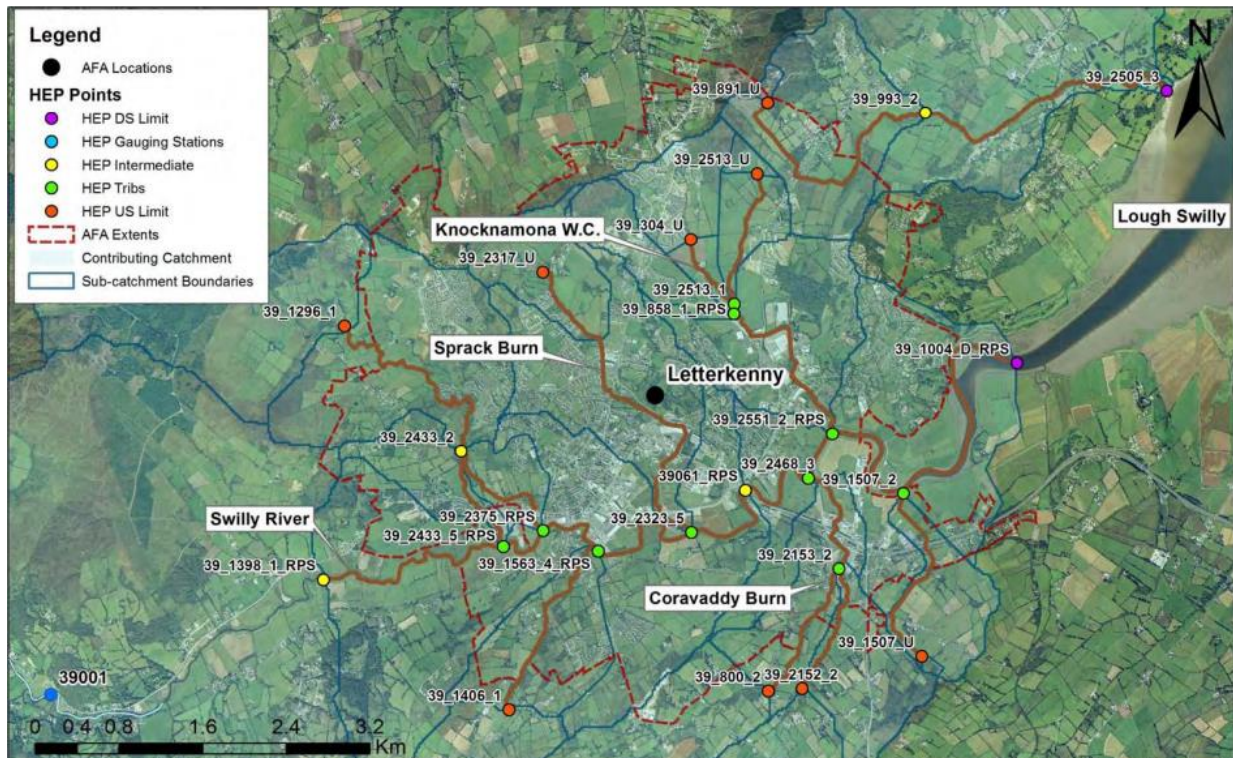 Legend
AFA Locations
HEP Points
HEP DS Limit
HEP Gauging Stations
HEP Intermediate
HEP Tribs
HEP US Limit
AFA Extents
Contributing Catchment
Sub-catchment Boundaries
N
39_891_U
39_993_2
39_2505_3
39_2513_U
Lough Swilly
39_304_U
Knocknamona W.C.
39_2317_U
39_2513_1
39_858_1_RPS
39_1296_1
Sprack Burn
39_1004_D_RPS
Letterkenny
39_2551_2_RPS
39_2433_2
39_2468_3
39061_RPS
39_1507_2
Swilly River
39_2375_RPS
39_2323_5
39_2433_5_RPS
39_1563_4_RPS
39_2153_2
39_1398_1_RPS
Coravaddy Burn
39_1507_U
39001
39_800_2
39_2152_2
39_1406_1
0 0.4 0.8 1.6 2.4 3.2
Km